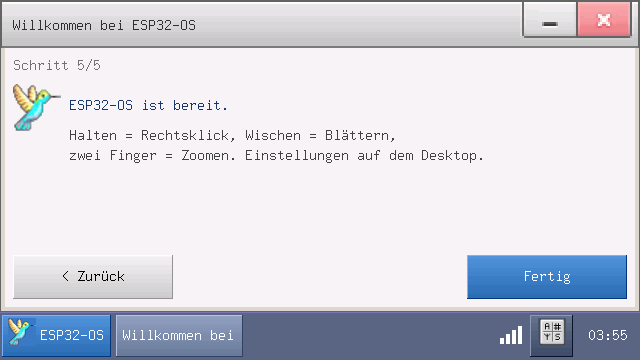 Willkommen bei ESP32-OS
Schritt 5/5
ESP32-OS ist bereit.
Halten = Rechtsklick, Wischen = Blättern,
zwei Finger = Zoomen. Einstellungen auf dem Desktop.
< Zurück
Fertig
ESP32-OS
Willkommen bei
A#
TS
03:55